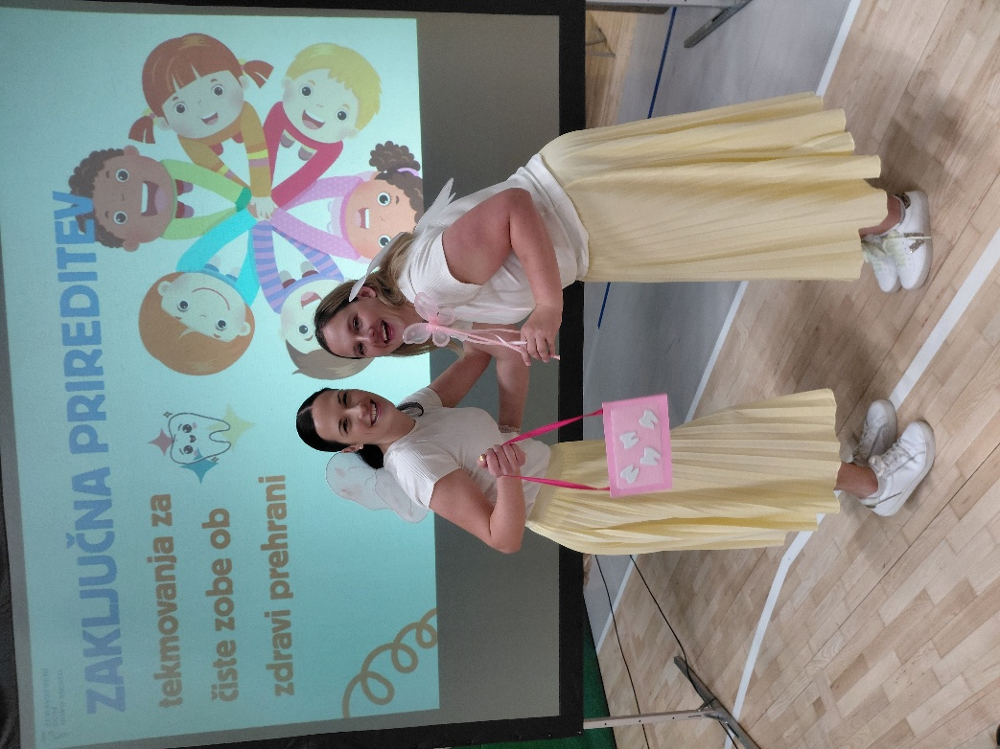 ZAKLJUČNA PRIREDITEV
tekmovanja za
čiste zobe ob
zdravi prehrani